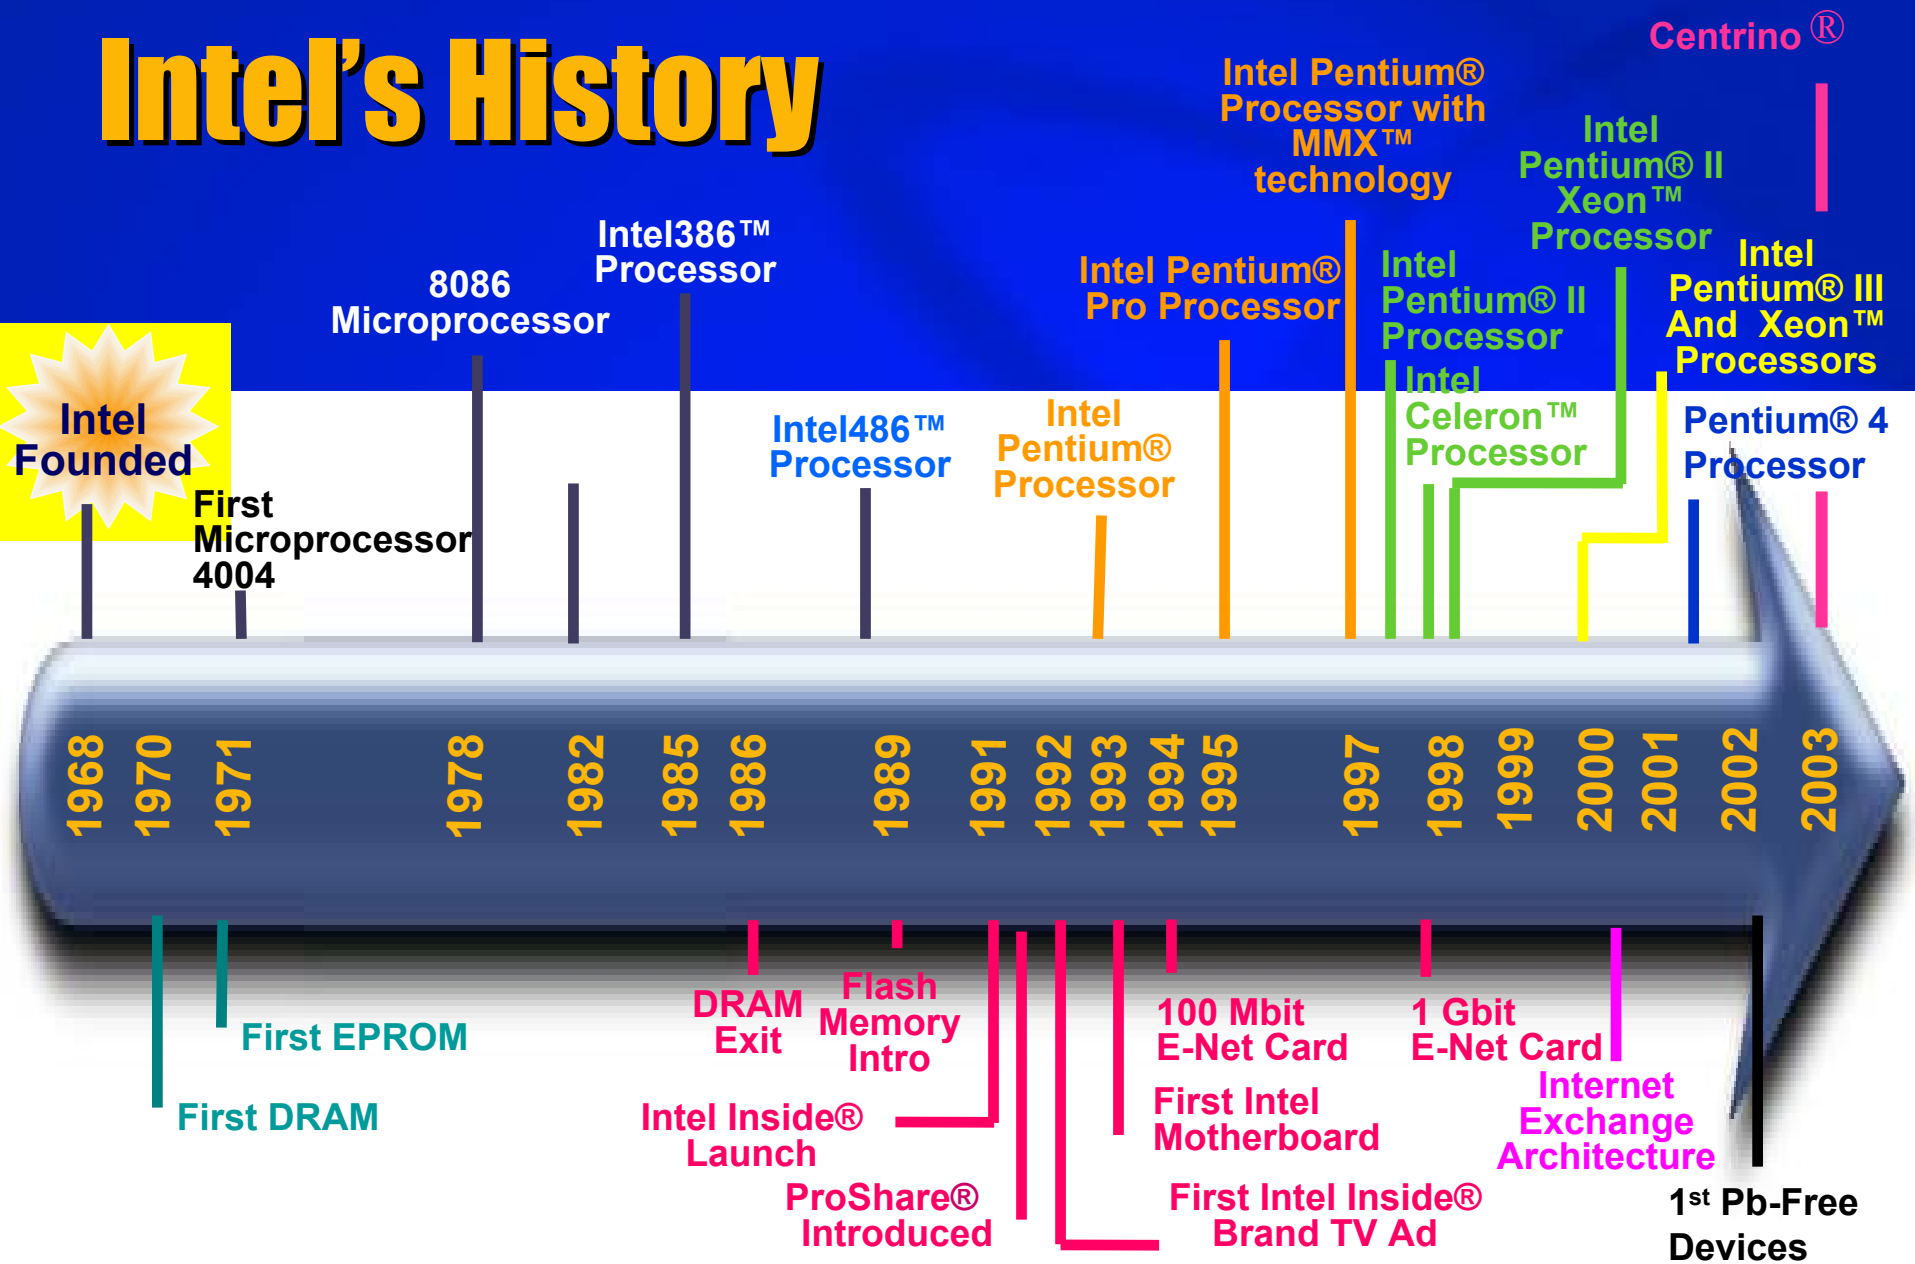 Intel's History
Centrino ®
Intel Pentium®
Processor with
MMX™
technology
Intel
Pentium® II
Xeon™
Processor
Intel386™
Processor
8086
Microprocessor
Intel Pentium®
Pro Processor
Intel
Pentium® II
Processor
Intel
Pentium® III
And Xeon™
Processors
Intel
Founded
First
Microprocessor
4004
Intel486™
Processor
Intel
Pentium®
Processor
Intel
Celeron™
Processor
Pentium® 4
Processor
1968
1970
1971
1978
1982
1985
1986
1989
1991
1992
1993
1994
1995
1997
1998
1999
2000
2001
2002
2003
First EPROM
First DRAM
DRAM
Exit
Flash
Memory
Intro
100 Mbit
E-Net Card
1 Gbit
E-Net Card
Intel Inside®
Launch
First Intel
Motherboard
Internet
Exchange
Architecture
ProShare®
Introduced
First Intel Inside®
Brand TV Ad
1st Pb-Free
Devices